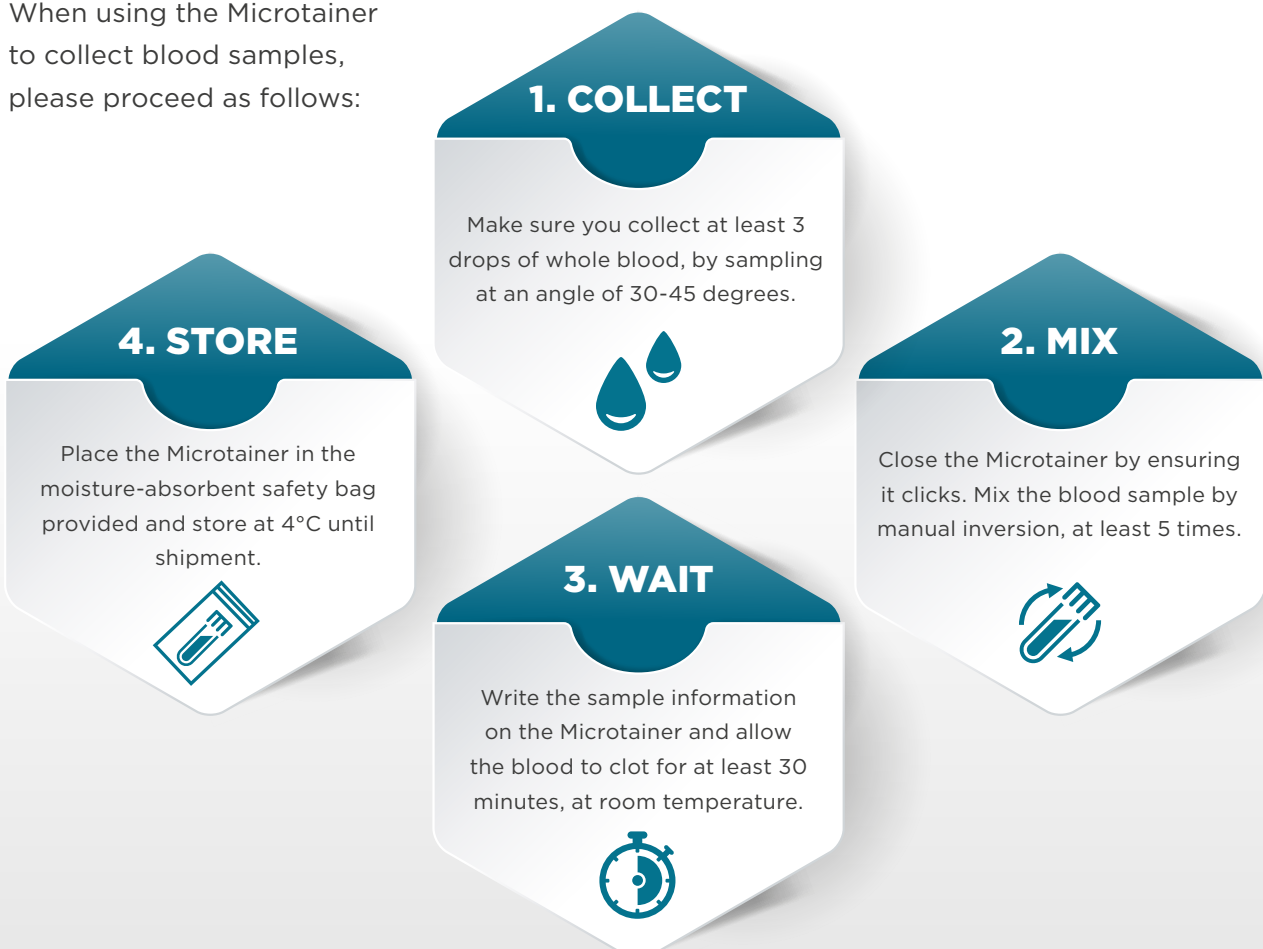 When using the Microtainer
to collect blood samples,
please proceed as follows:
1. COLLECT
Make sure you collect at least 3
drops of whole blood, by sampling
at an angle of 30-45 degrees.
2. MIX
Close the Microtainer by ensuring
it clicks. Mix the blood sample by
manual inversion, at least 5 times.
3. WAIT
Write the sample information
on the Microtainer and allow
the blood to clot for at least 30
minutes, at room temperature.
4. STORE
Place the Microtainer in the
moisture-absorbent safety bag
provided and store at 4°C until
shipment.